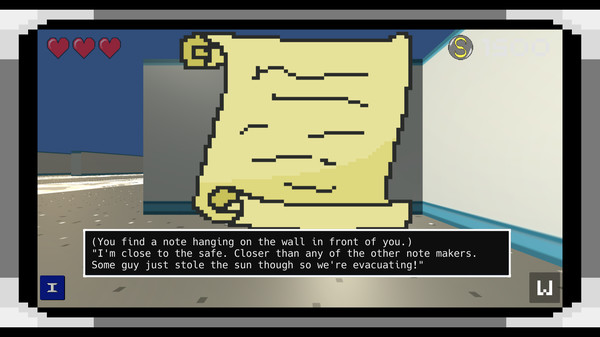 S
(You find a note hanging on the wall in front of you.)
"I'm close to the safe. Closer than any of the other note makers.
Some guy just stole the sun though so we're evacuating!"
I
W